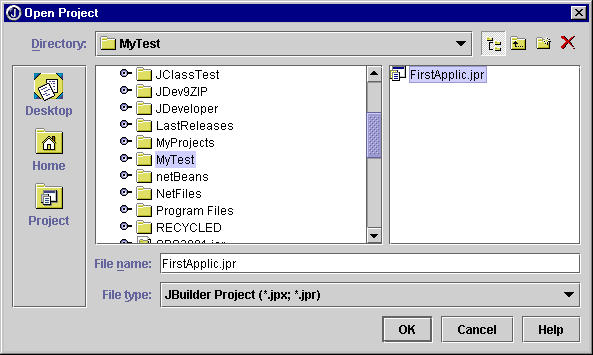 Open Project
Directory: MyTest
Desktop
Home
Project
JClassTest
JDev9ZIP
JDeveloper
LastReleases
MyProjects
MyTest
netBeans
NetFiles
Program Files
RECYCLED
FirstApplic.jpr
File name: FirstApplic.jpr
File type: JBuilder Project (*.jpx; *.jpr)
OK Cancel Help